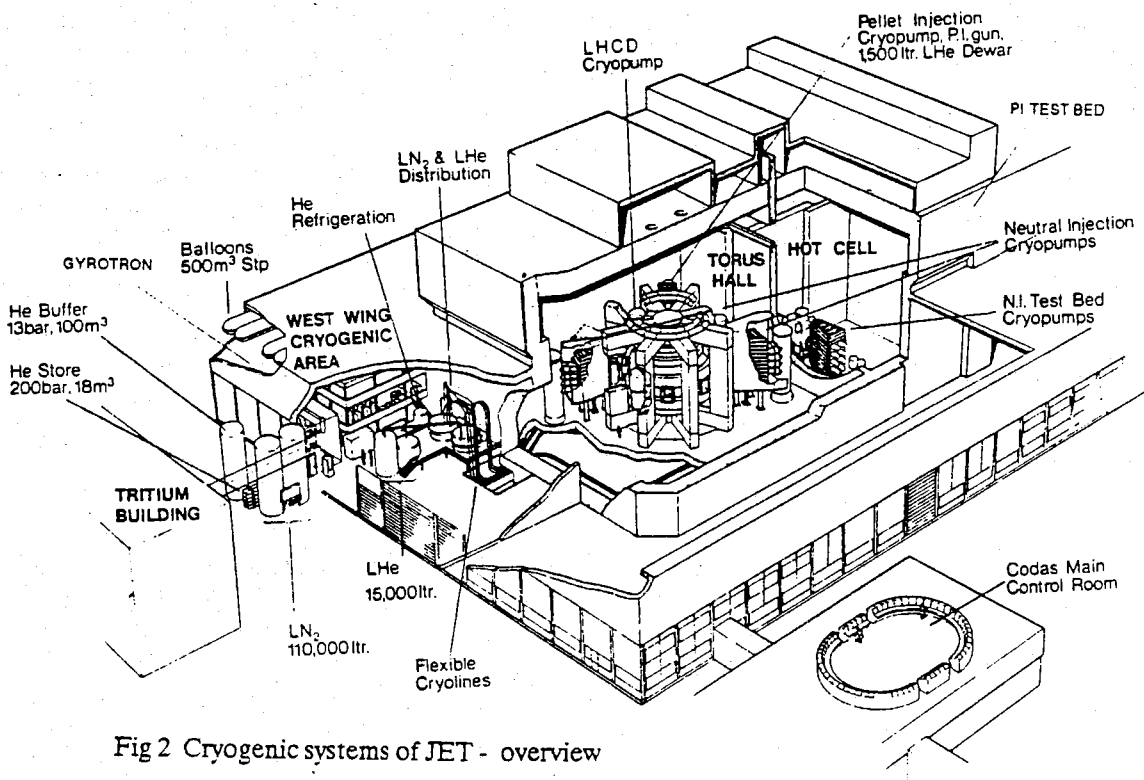 Pellet Injection
Cryopump, P.I. gun,
1,500 ltr. LHe Dewar
LHCD
Cryopump
PI TEST BED
LN₂ & LHe
Distribution
He
Refrigeration
Neutral Injection
Cryopumps
Balloons
500m³ Stp
GYROTRON
TORUS
HALL
HOT CELL
He Buffer
13bar, 100m³
WEST WING
CRYOGENIC
AREA
N.I. Test Bed
Cryopumps
He Store
200bar, 18m³
TRITIUM
BUILDING
LHe
15,000 ltr.
LN₂
110,000 ltr.
Flexible
Cryolines
Codas Main
Control Room
Fig 2 Cryogenic systems of JET - overview